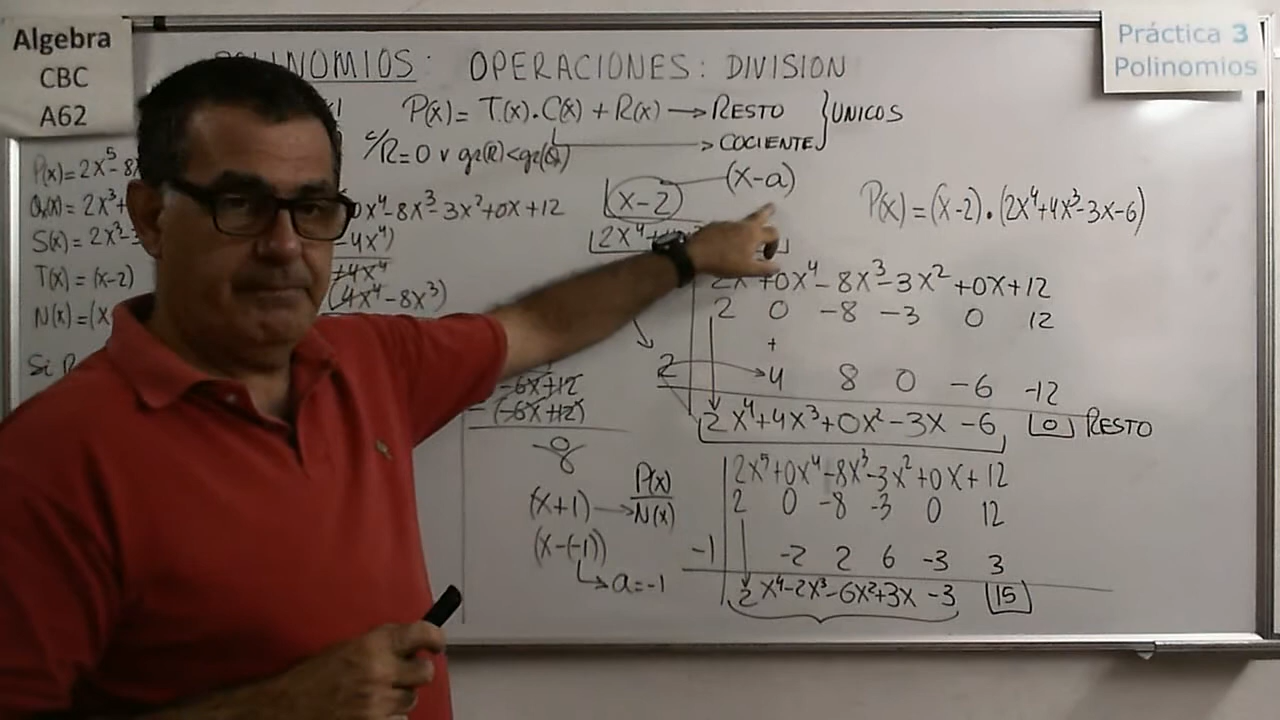 Algebra
CBC
A62
Práctica 3
Polinomios
POLINOMIOS: OPERACIONES: DIVISION
P(x)= T(x)·C(x) + R(x) → RESTO } UNICOS
→ COCIENTE
c/R=0 v gr(R)<gr(Q)
P(x)=2x⁵-8x
Q(x)= 2x³+
S(x)= 2x³-3
T(x)= (x-2)
N(x)=(x
Si
0x⁴-8x³-3x²+0x+12
-4x⁴)
+4x⁴
(4x⁴-8x³)
-6x+12
-(-6x+12)
0
(x-2) (x-a)
2x⁴+
P(x)=(x-2)·(2x⁴+4x³-3x-6)
+0x⁴-8x³-3x²+0x+12
2 0 -8 -3 0 12
+
2 4 8 0 -6 -12
2x⁴+4x³+0x²-3x-6 0 RESTO
(x+1) → P(x)/N(x)
(x-(-1))
a=-1
2x⁵+0x⁴-8x³-3x²+0x+12
2 0 -8 -3 0 12
-1 -2 2 6 -3 3
2x⁴-2x³-6x²+3x-3 15